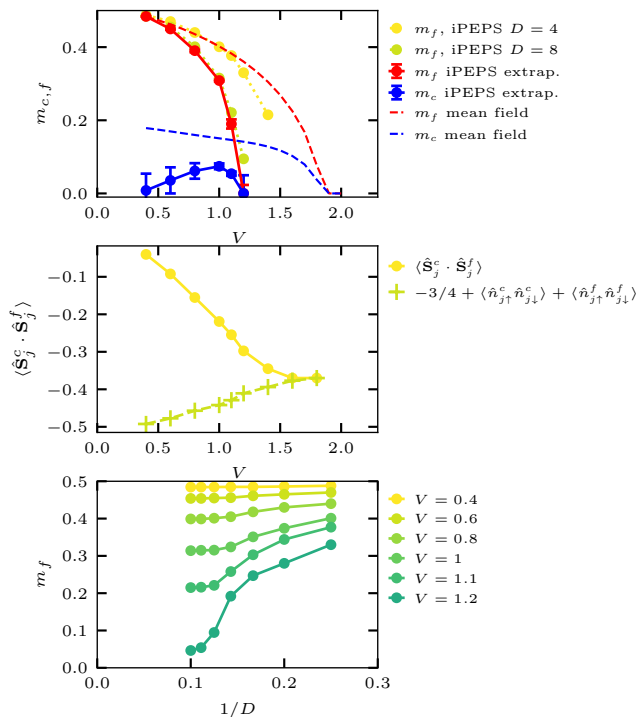 0.4
0.2
0.0
m_{c,f}
0.0 0.5 1.0 1.5 2.0
V
m_f, iPEPS D = 4
m_f, iPEPS D = 8
m_f iPEPS extrap.
m_c iPEPS extrap.
m_f mean field
m_c mean field
−0.1
−0.2
−0.3
−0.4
−0.5
⟨Ŝ^c_j · Ŝ^f_j⟩
0.0 0.5 1.0 1.5 2.0
V
⟨Ŝ^c_j · Ŝ^f_j⟩
−3/4 + ⟨n̂^c_{j↑} n̂^c_{j↓}⟩ + ⟨n̂^f_{j↑} n̂^f_{j↓}⟩
0.5
0.4
0.3
0.2
0.1
0.0
m_f
0.0 0.1 0.2 0.3
1/D
V = 0.4
V = 0.6
V = 0.8
V = 1
V = 1.1
V = 1.2